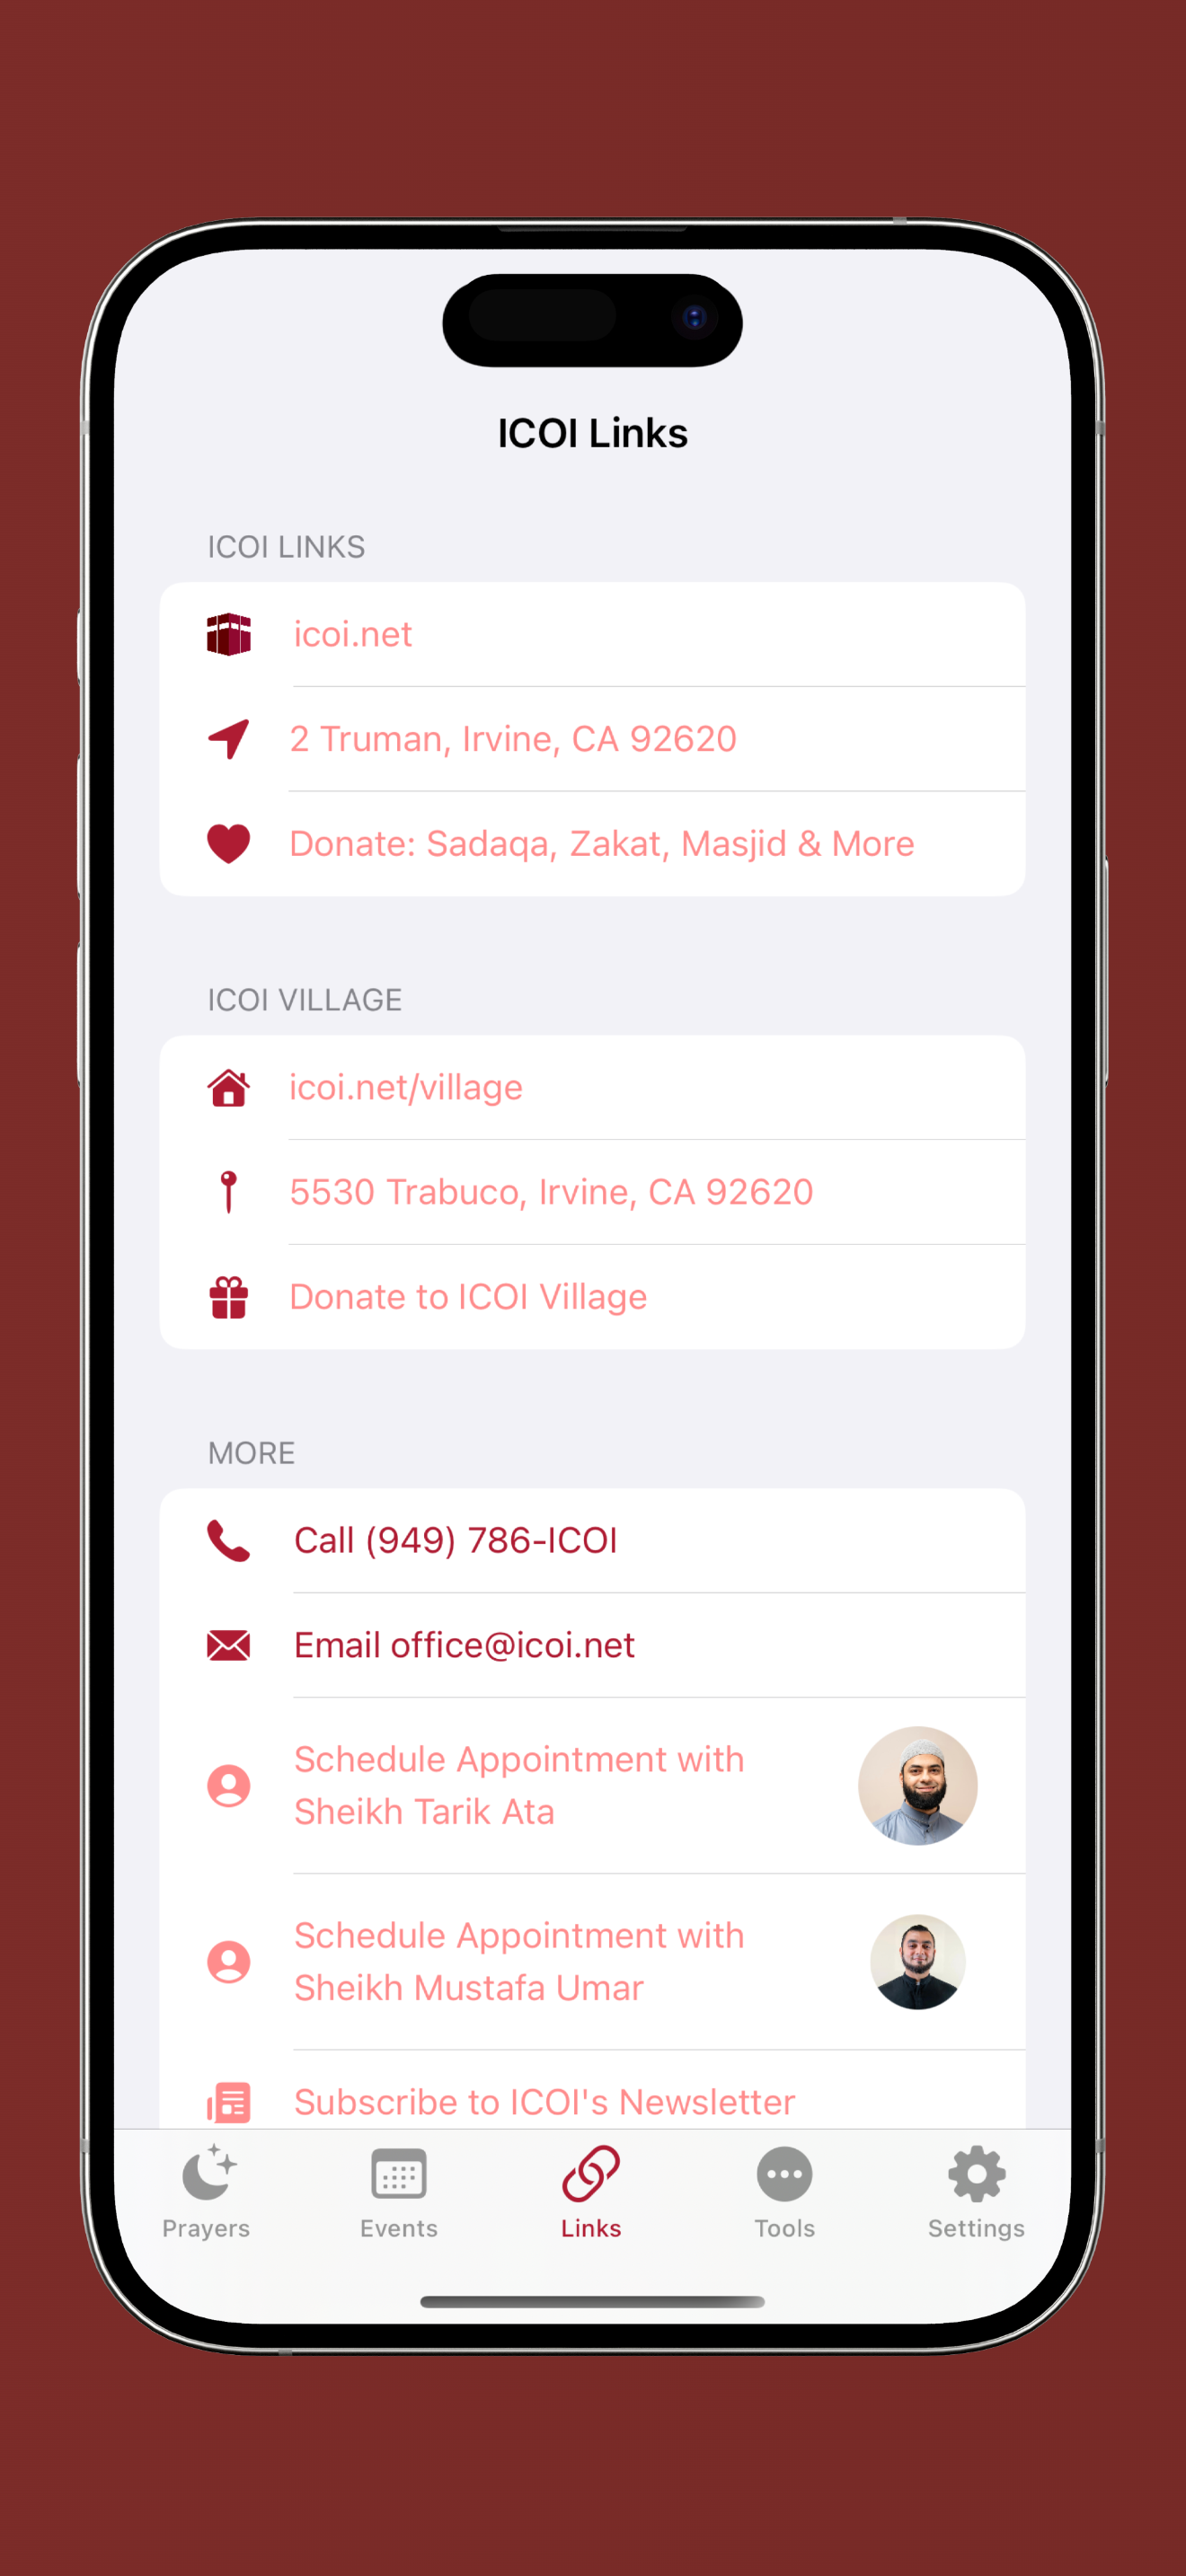 ICOI Links
ICOI LINKS
icoi.net
2 Truman, Irvine, CA 92620
Donate: Sadaqa, Zakat, Masjid & More
ICOI VILLAGE
icoi.net/village
5530 Trabuco, Irvine, CA 92620
Donate to ICOI Village
MORE
Call (949) 786-ICOI
Email office@icoi.net
Schedule Appointment with
Sheikh Tarik Ata
Schedule Appointment with
Sheikh Mustafa Umar
Subscribe to ICOI's Newsletter
Prayers
Events
Links
Tools
Settings